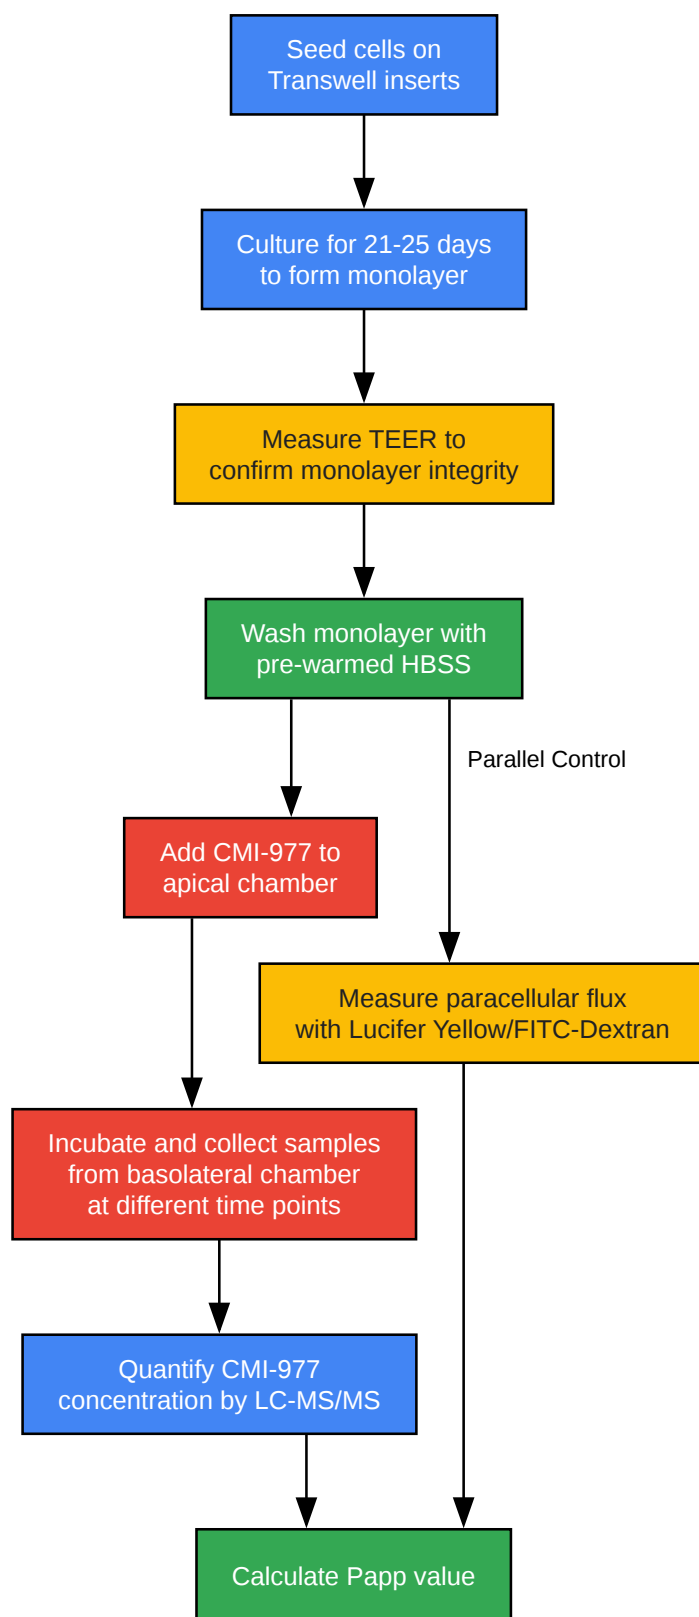 Seed cells on
Transwell inserts
Culture for 21-25 days
to form monolayer
Measure TEER to
confirm monolayer integrity
Wash monolayer with
pre-warmed HBSS
Parallel Control
Add CMI-977 to
apical chamber
Measure paracellular flux
with Lucifer Yellow/FITC-Dextran
Incubate and collect samples
from basolateral chamber
at different time points
Quantify CMI-977
concentration by LC-MS/MS
Calculate Papp value